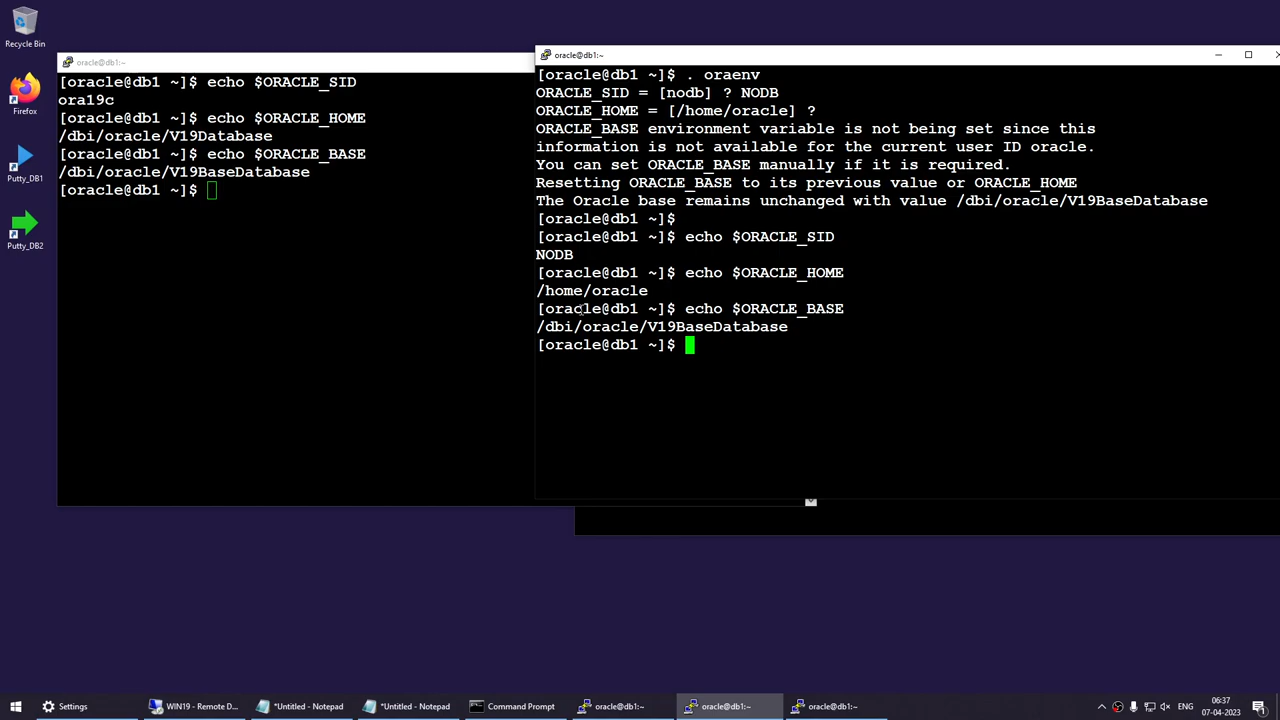 Recycle Bin
Firefox
Putty_DB1
Putty_DB2
oracle@db1:~
[oracle@db1 ~]$ echo $ORACLE_SID
ora19c
[oracle@db1 ~]$ echo $ORACLE_HOME
/dbi/oracle/V19Database
[oracle@db1 ~]$ echo $ORACLE_BASE
/dbi/oracle/V19BaseDatabase
[oracle@db1 ~]$
oracle@db1:~
[oracle@db1 ~]$ . oraenv
ORACLE_SID = [nodb] ? NODB
ORACLE_HOME = [/home/oracle] ?
ORACLE_BASE environment variable is not being set since this
information is not available for the current user ID oracle.
You can set ORACLE_BASE manually if it is required.
Resetting ORACLE_BASE to its previous value or ORACLE_HOME
The Oracle base remains unchanged with value /dbi/oracle/V19BaseDatabase
[oracle@db1 ~]$
[oracle@db1 ~]$ echo $ORACLE_SID
NODB
[oracle@db1 ~]$ echo $ORACLE_HOME
/home/oracle
[oracle@db1 ~]$ echo $ORACLE_BASE
/dbi/oracle/V19BaseDatabase
[oracle@db1 ~]$
Settings
WIN19 - Remote D...
*Untitled - Notepad
*Untitled - Notepad
Command Prompt
oracle@db1:~
oracle@db1:~
oracle@db1:~
ENG
06:37
07-04-2023